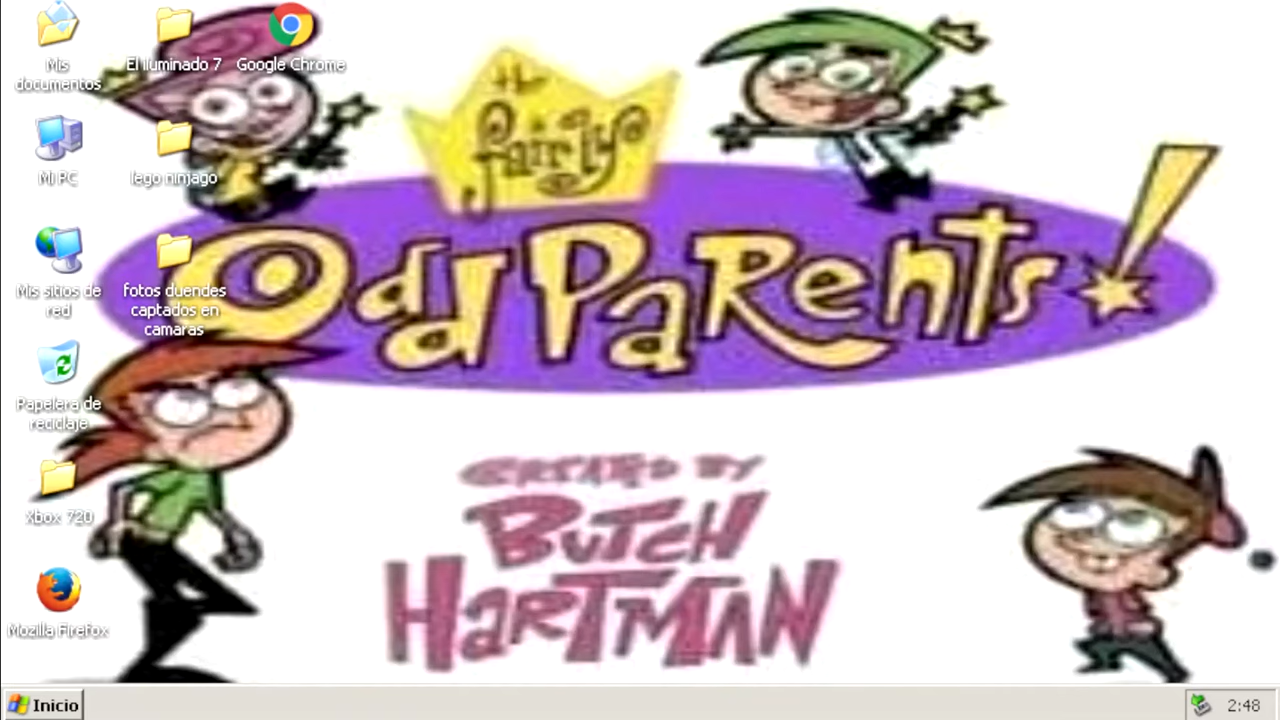 Mis
documentos
El iluminado 7
Google Chrome
Mi PC
lego ninjago
Mis sitios de
red
fotos duendes
captados en
camaras
Papelera de
reciclaje
Xbox 720
Mozilla Firefox
the
fairly
OddParents!
CREATED BY
BUTCH
HARTMAN
Inicio
2:48